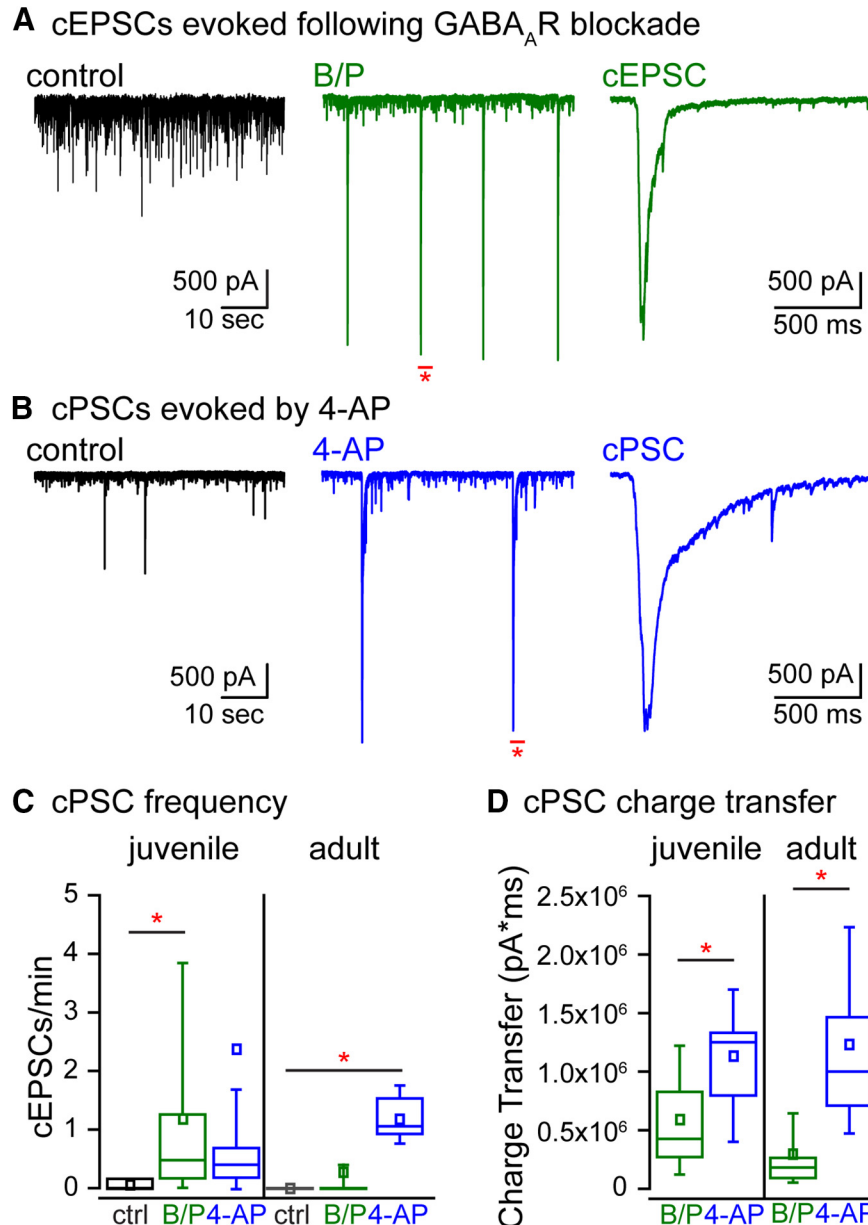 A cEPSCs evoked following GABA_AR blockade
control B/P cEPSC
500 pA
10 sec
500 pA
500 ms
*
B cPSCs evoked by 4-AP
control 4-AP cPSC
500 pA
10 sec
500 pA
500 ms
*
C cPSC frequency
juvenile adult
cEPSCs/min
5
4
3
2
1
0
*
*
ctrl B/P 4-AP ctrl B/P 4-AP
D cPSC charge transfer
juvenile adult
Charge Transfer (pA*ms)
2.5x10⁶
2.0x10⁶
1.5x10⁶
1.0x10⁶
0.5x10⁶
0
*
*
B/P 4-AP B/P 4-AP